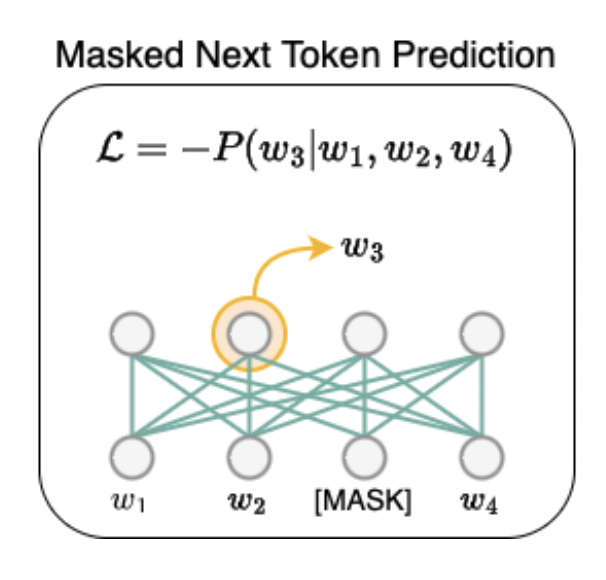 Masked Next Token Prediction
𝓛 = −P(w₃|w₁, w₂, w₄)
w₃
w₁ w₂ [MASK] w₄